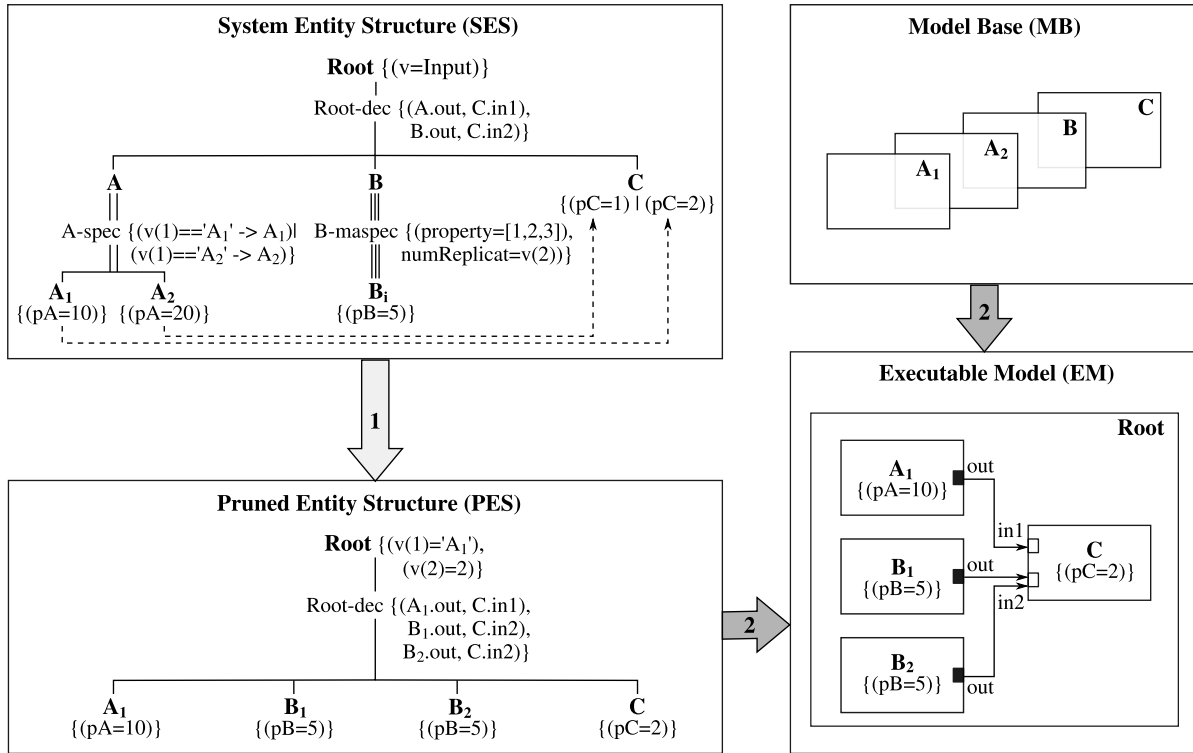 System Entity Structure (SES)
Root {(v=Input)}
Root-dec {(A.out, C.in1),
B.out, C.in2)}
A
B
C
{(pC=1) | (pC=2)}
A-spec {(v(1)=='A1' -> A1)|
(v(1)=='A2' -> A2)}
B-maspec {(property=[1,2,3]),
numReplicat=v(2))}
A1
{(pA=10)}
A2
{(pA=20)}
Bi
{(pB=5)}
1
Pruned Entity Structure (PES)
Root {(v(1)='A1'),
(v(2)=2)}
Root-dec {(A1.out, C.in1),
B1.out, C.in2),
B2.out, C.in2)}
A1
{(pA=10)}
B1
{(pB=5)}
B2
{(pB=5)}
C
{(pC=2)}
2
Model Base (MB)
C
B
A2
A1
2
Executable Model (EM)
Root
A1
{(pA=10)}
out
in1
B1
{(pB=5)}
out
C
{(pC=2)}
in2
B2
{(pB=5)}
out